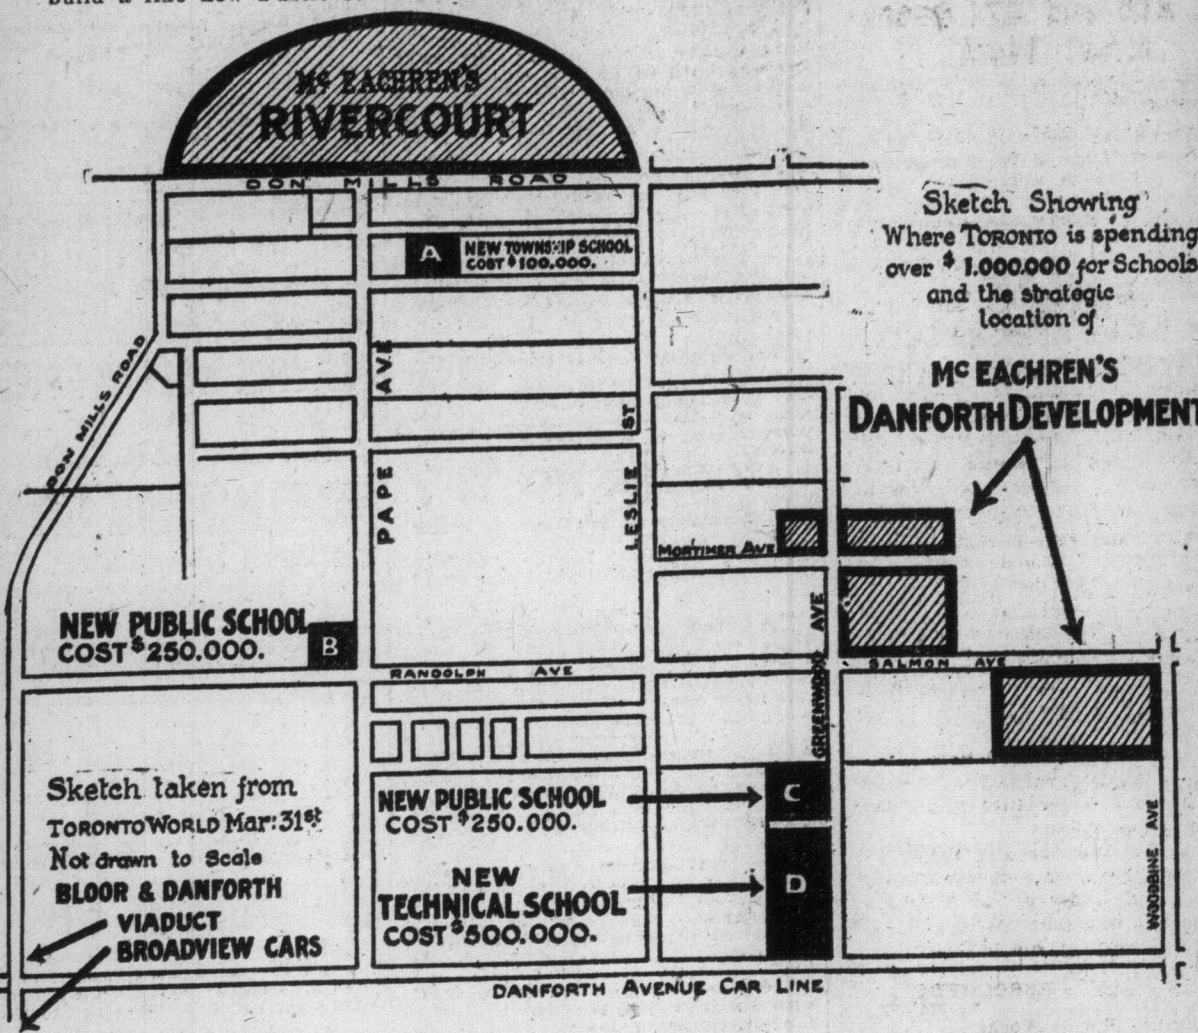 Mc EACHREN'S
RIVERCOURT
DON MILLS ROAD
Sketch Showing
Where TORONTO is spending
over $1.000.000 for Schools
and the strategic
location of
A
NEW TOWNSHIP SCHOOL
COST $100.000.
Mc EACHREN'S
DANFORTH DEVELOPMENT
DON MILLS ROAD
PAPE AVE
LESLIE ST
MORTIMER AVE
GREENWOOD AVE
NEW PUBLIC SCHOOL
COST $250.000.
B
RANDOLPH AVE
SALMON AVE
Sketch taken from
TORONTO WORLD Mar: 31st
Not drawn to Scale
BLOOR & DANFORTH
VIADUCT
BROADVIEW CARS
NEW PUBLIC SCHOOL
COST $250.000.
C
NEW
TECHNICAL SCHOOL
COST $500.000.
D
WOODBINE AVE
DANFORTH AVENUE CAR LINE